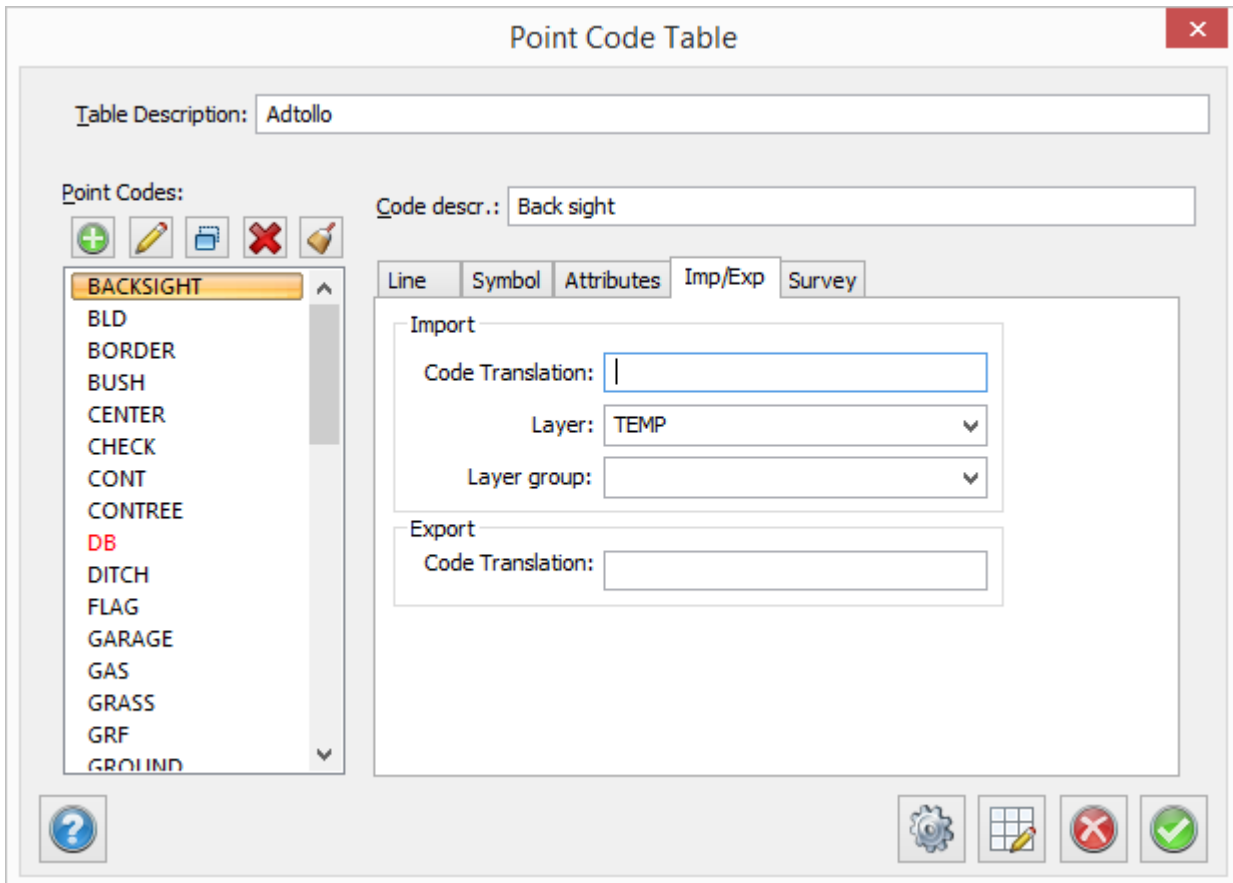 Point Code Table
Table Description: Adtollo
Point Codes:
Code descr.: Back sight
BACKSIGHT
BLD
BORDER
BUSH
CENTER
CHECK
CONT
CONTREE
DB
DITCH
FLAG
GARAGE
GAS
GRASS
GRF
GROUND
Line Symbol Attributes Imp/Exp Survey
Import
Code Translation:
Layer: TEMP
Layer group:
Export
Code Translation: